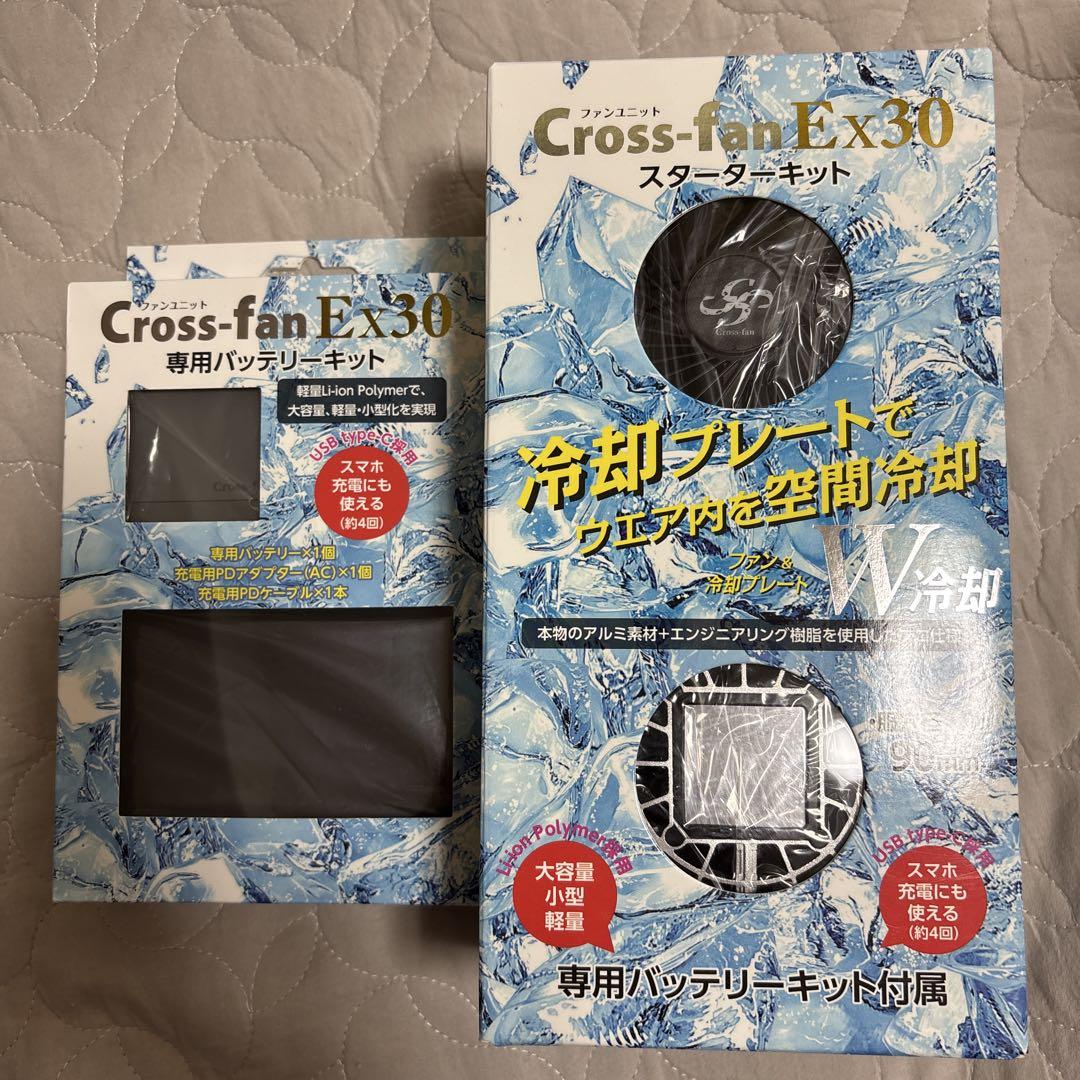 ファンユニット
Cross-fan Ex30
専用バッテリーキット
軽量Li-ion Polymerで、
大容量、軽量・小型化を実現
USB type-C採用
スマホ
充電にも
使える
(約4回)
Cross-
専用バッテリー×1個
充電用PDアダプター(AC)×1個
充電用PDケーブル×1本
ファンユニット
Cross-fan Ex30
スターターキット
Cross-fan
冷却プレートで
ウエア内を空間冷却
ファン&
冷却プレート
W冷却
本物のアルミ素材+エンジニアリング樹脂を使用した
Li-ion Polymer採用
大容量
小型
軽量
USB type-C採用
スマホ
充電にも
使える
(約4回)
専用バッテリーキット付属